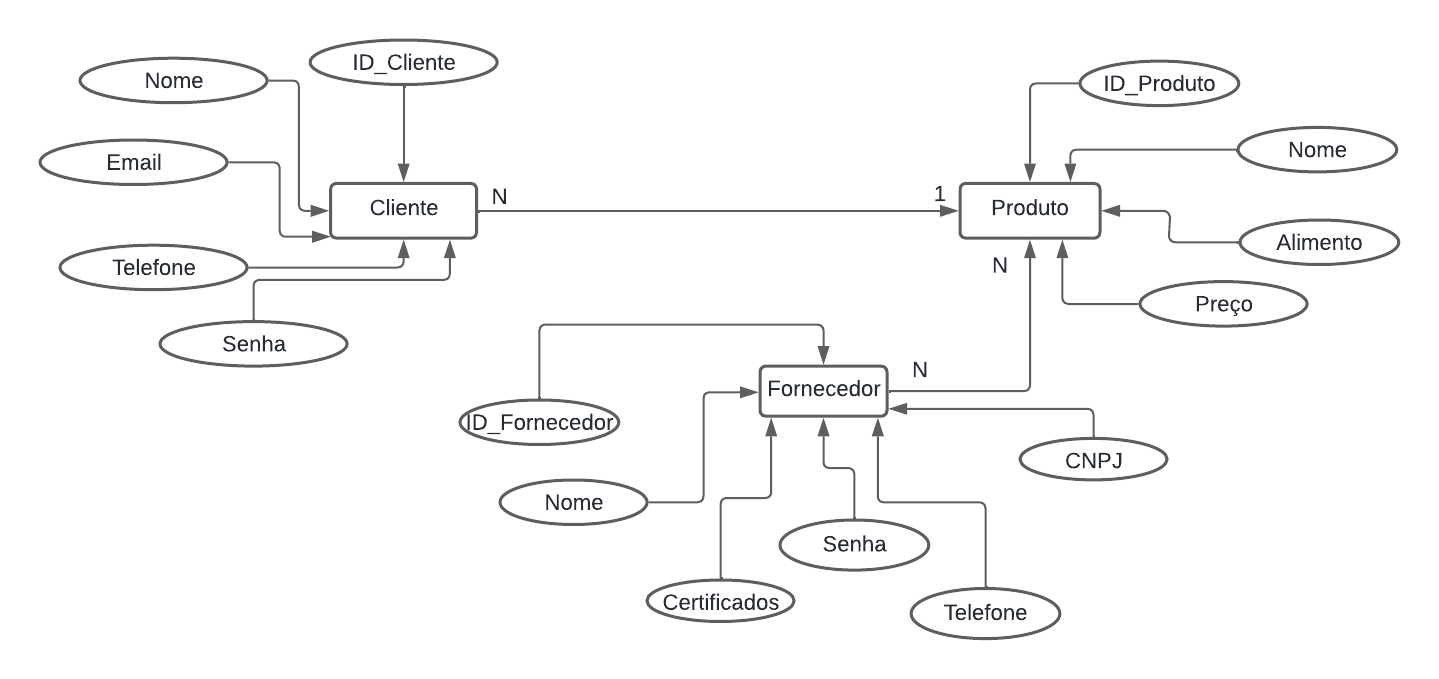 ID_Cliente
Nome
Email
Telefone
Senha
Cliente
N
1
Produto
ID_Produto
Nome
Alimento
Preço
N
N
Fornecedor
ID_Fornecedor
Nome
Certificados
Senha
Telefone
CNPJ